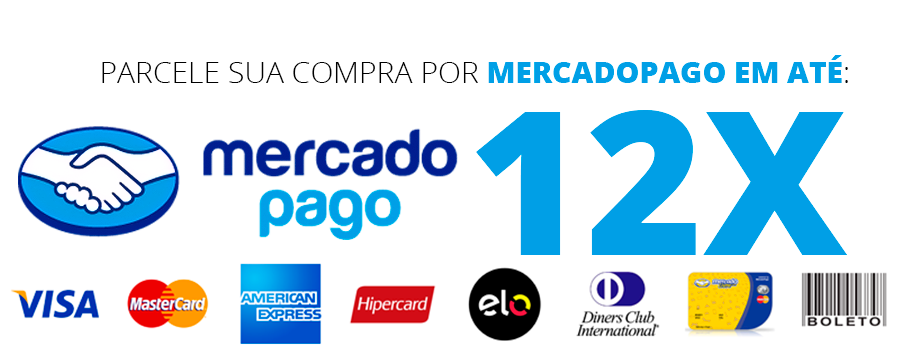 PARCELE SUA COMPRA POR MERCADOPAGO EM ATÉ:
12X
mercado
pago
VISA
MasterCard
AMERICAN
EXPRESS
Hipercard
elo
Diners Club
International®
mercado
BOLETO